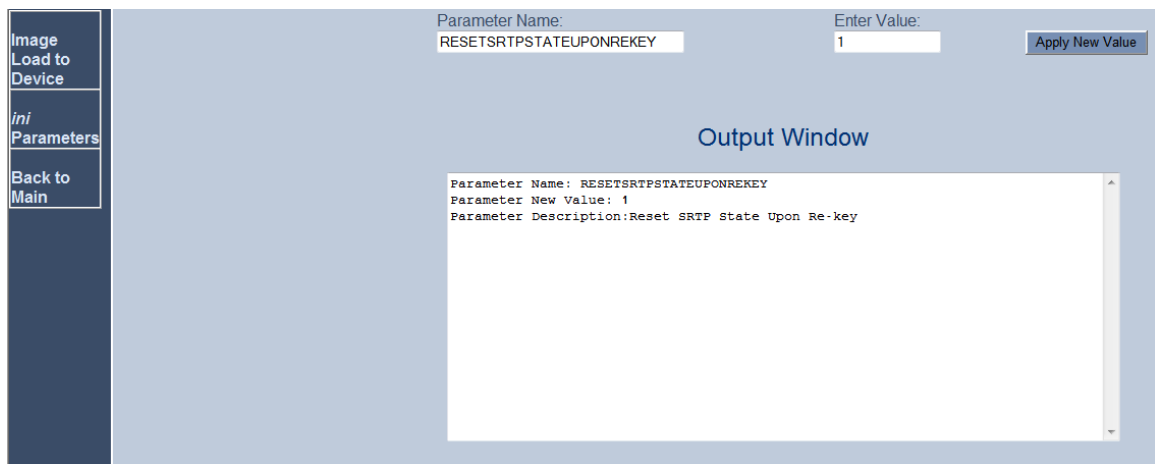 Image
Load to
Device
ini
Parameters
Back to
Main
Parameter Name:
Enter Value:
RESETSRTPSTATEUPONREKEY
1
Apply New Value
Output Window
Parameter Name: RESETSRTPSTATEUPONREKEY
Parameter New Value: 1
Parameter Description:Reset SRTP State Upon Re-key